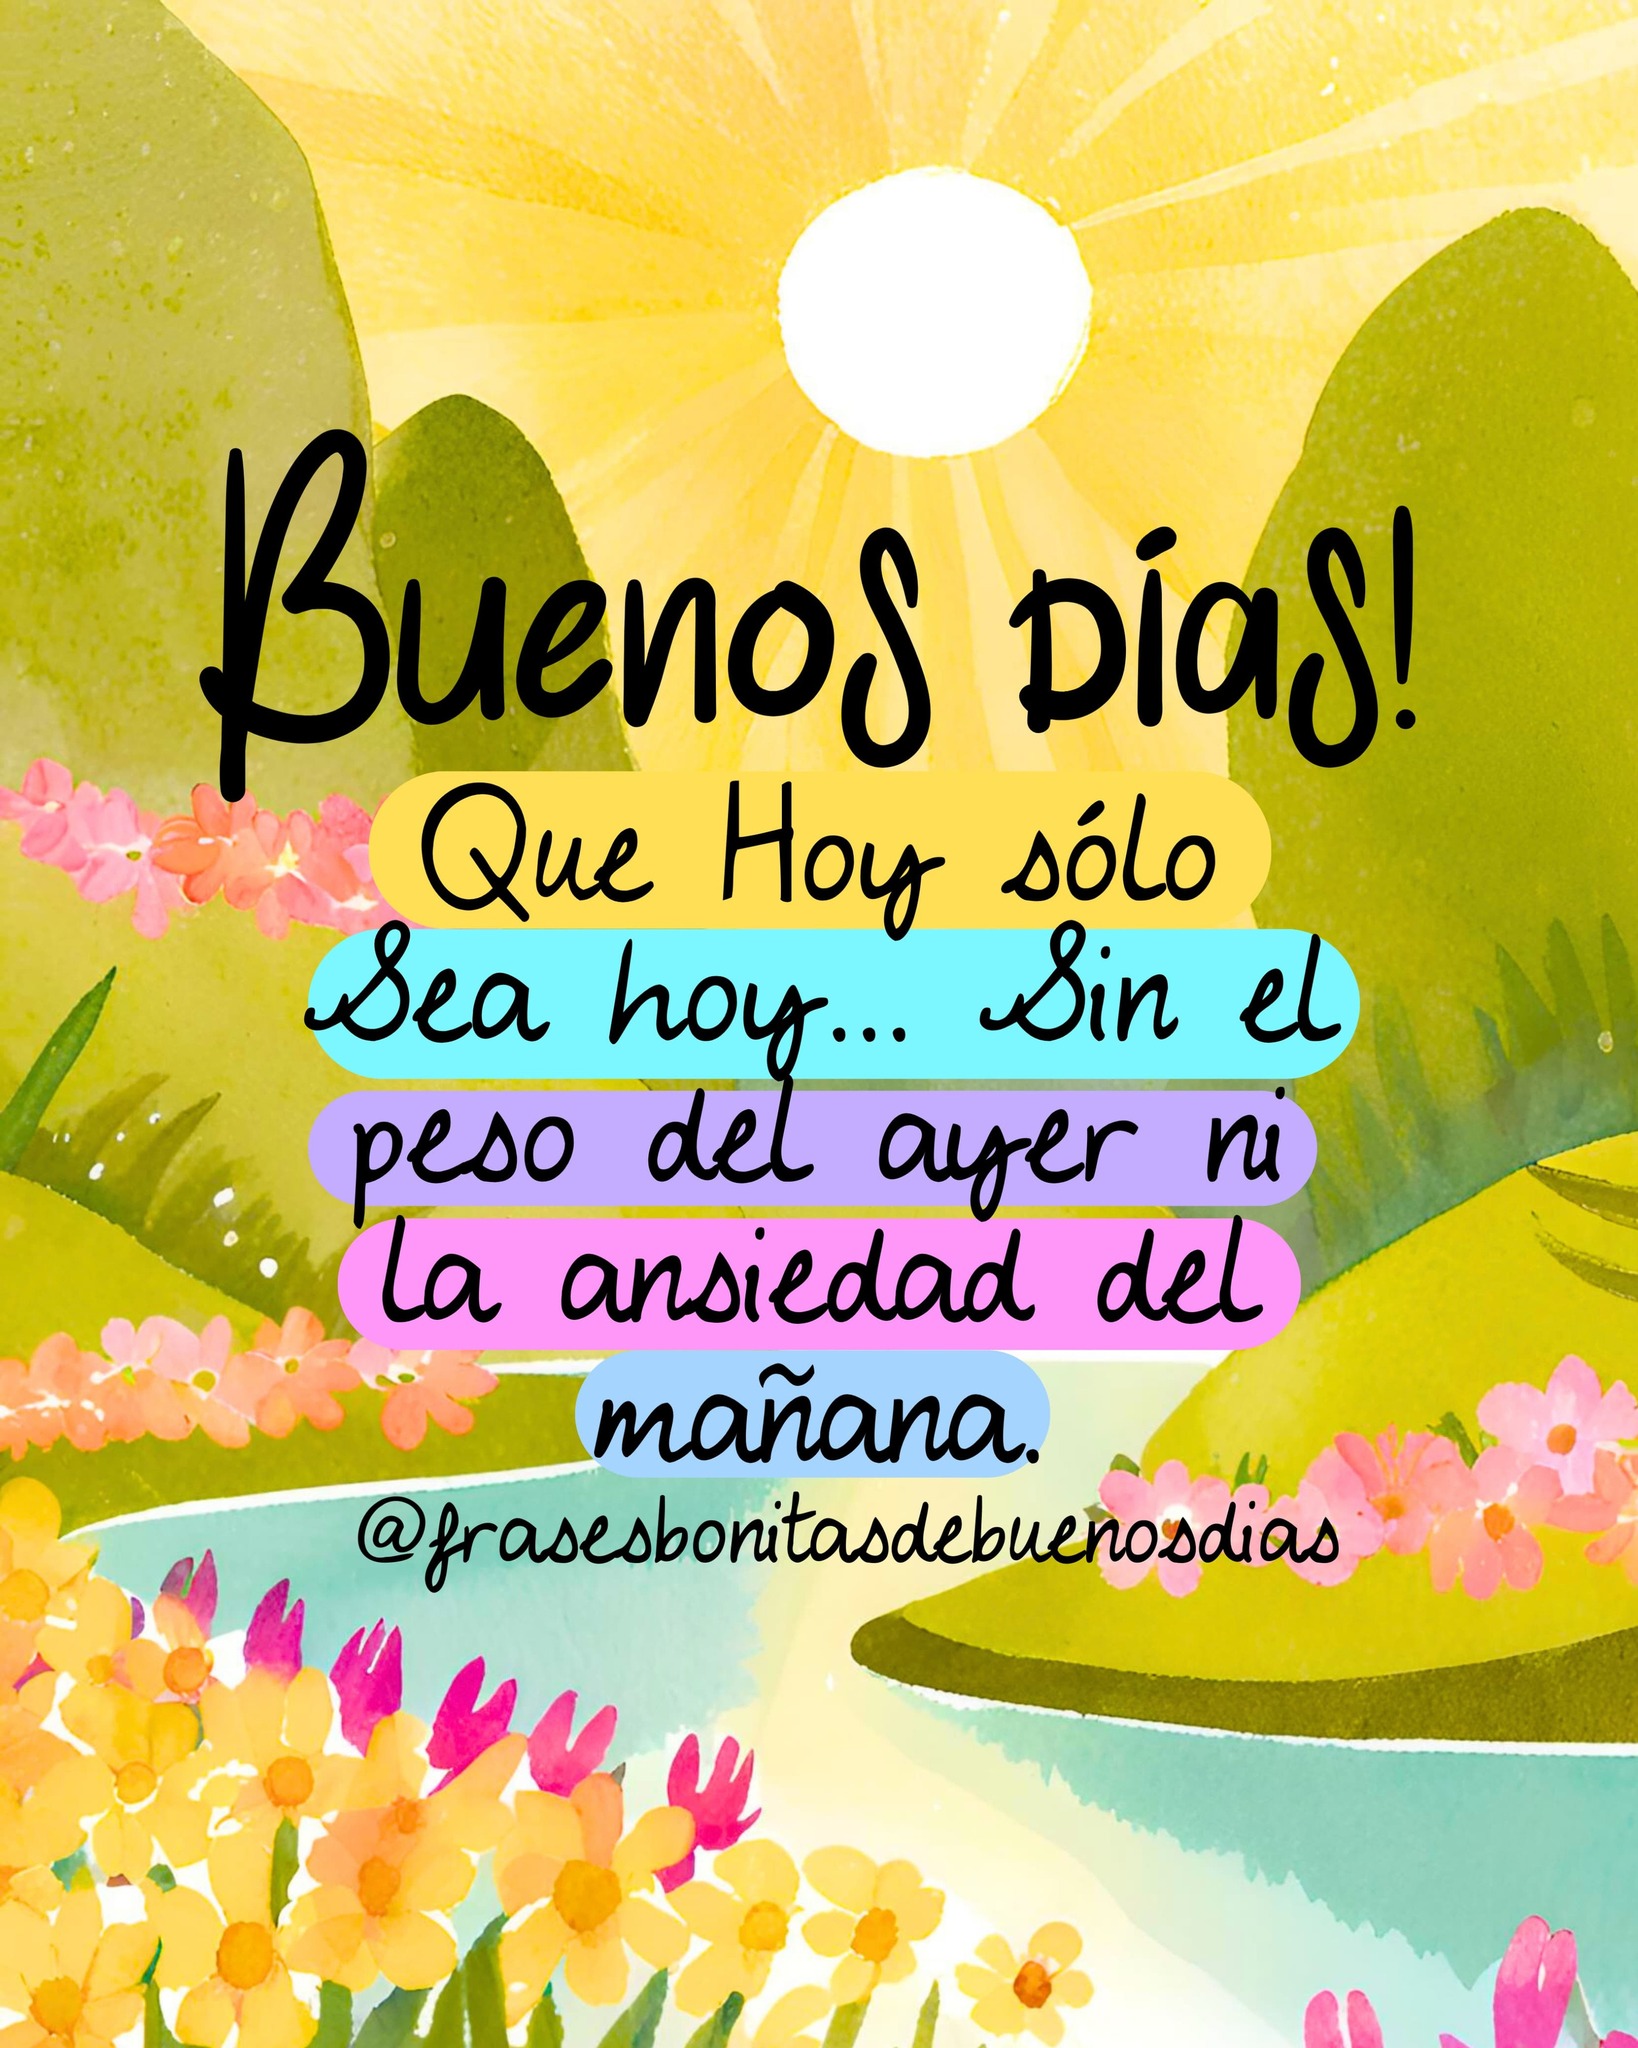 Buenos Días!
Que Hoy sólo
Sea hoy... Sin el
peso del ayer ni
la ansiedad del
mañana.
@frasesbonitasdebuenosdias